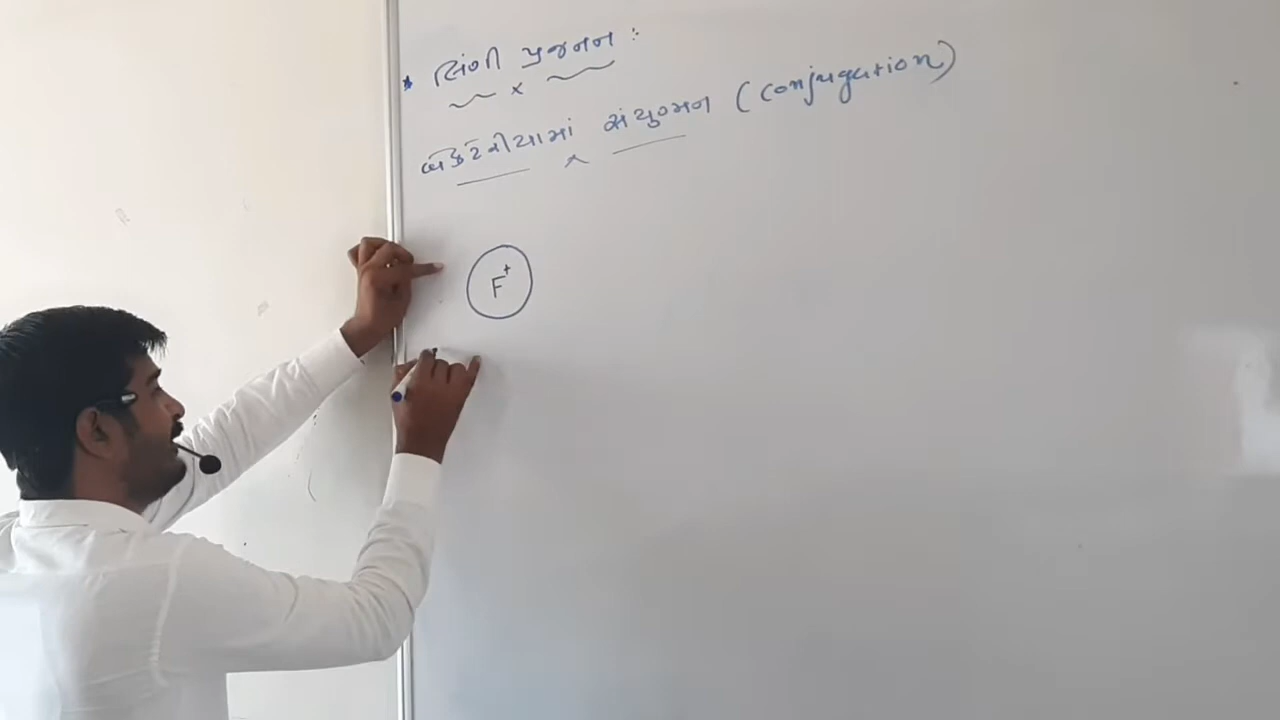 * લિંગી પ્રજનન :
બેક્ટેરીયામાં સંયુગ્મન (conjugation)
F+